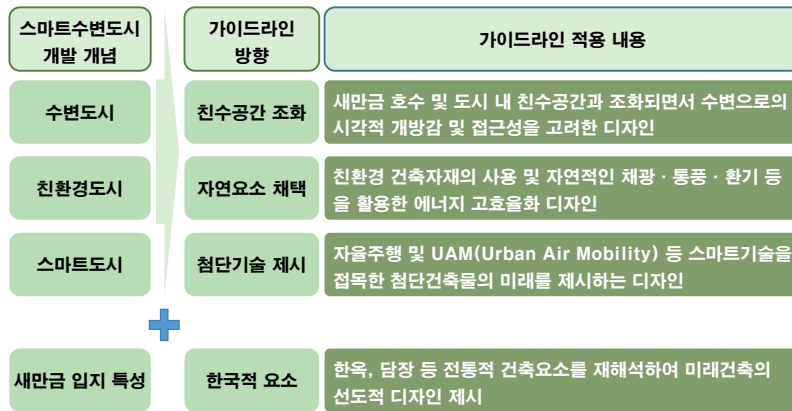 스마트수변도시
개발 개념
가이드라인
방향
가이드라인 적용 내용
수변도시
친수공간 조화
새만금 호수 및 도시 내 친수공간과 조화되면서 수변으로의
시각적 개방감 및 접근성을 고려한 디자인
친환경도시
자연요소 채택
친환경 건축자재의 사용 및 자연적인 채광 · 통풍 · 환기 등
을 활용한 에너지 고효율화 디자인
스마트도시
첨단기술 제시
자율주행 및 UAM(Urban Air Mobility) 등 스마트기술을
접목한 첨단건축물의 미래를 제시하는 디자인
새만금 입지 특성
한국적 요소
한옥, 담장 등 전통적 건축요소를 재해석하여 미래건축의
선도적 디자인 제시